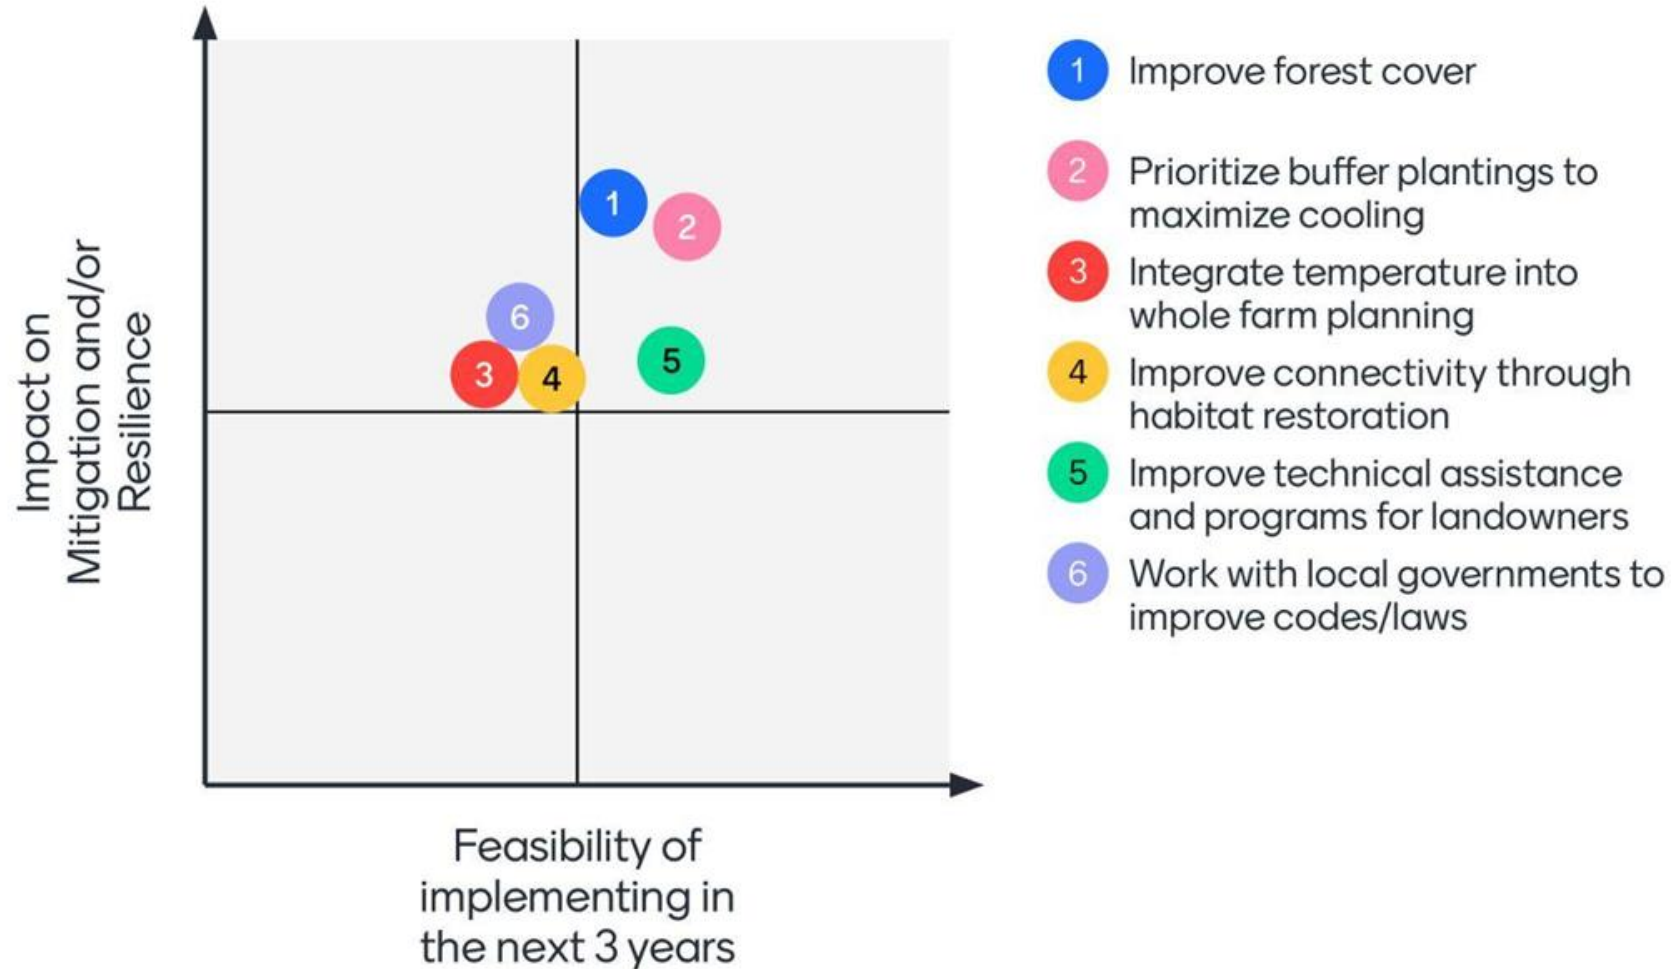 Impact on
Mitigation and/or
Resilience
1
2
6
3
4
5
Feasibility of
implementing in
the next 3 years
1 Improve forest cover
2 Prioritize buffer plantings to
maximize cooling
3 Integrate temperature into
whole farm planning
4 Improve connectivity through
habitat restoration
5 Improve technical assistance
and programs for landowners
6 Work with local governments to
improve codes/laws